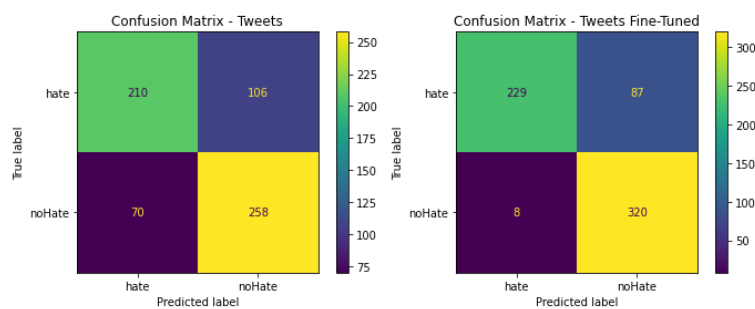 Confusion Matrix - Tweets
hate
noHate
True label
210 106
70 258
hate noHate
Predicted label
250
225
200
175
150
125
100
75
Confusion Matrix - Tweets Fine-Tuned
hate
noHate
True label
229 87
8 320
hate noHate
Predicted label
300
250
200
150
100
50